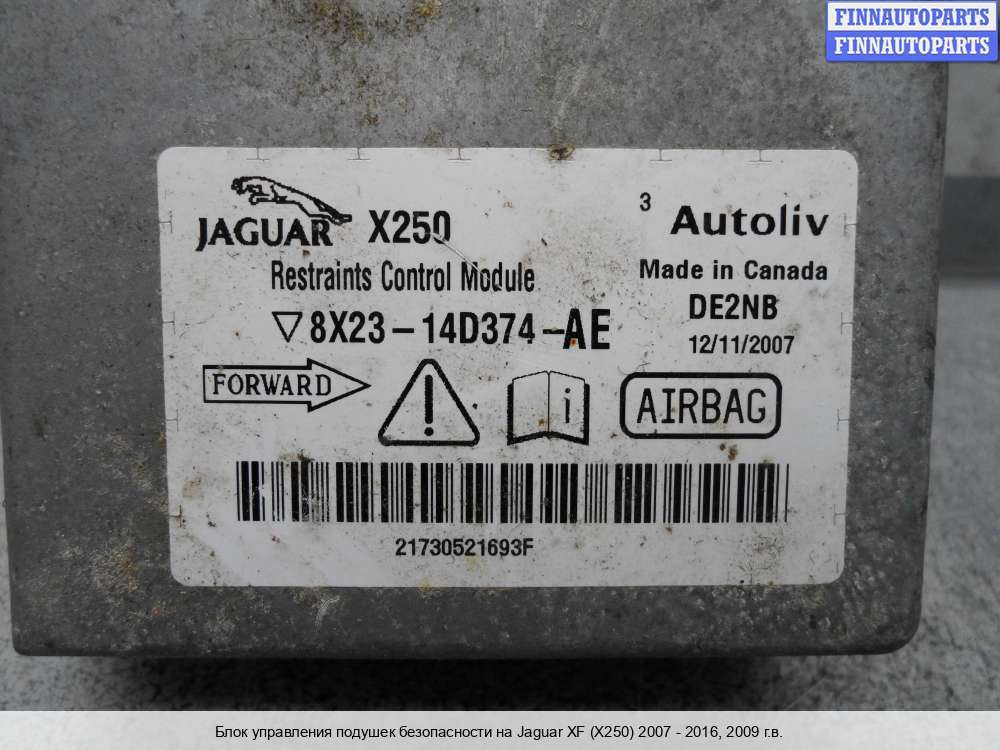 FINNAUTOPARTS
FINNAUTOPARTS
JAGUAR X250
3 Autoliv
Restraints Control Module
Made in Canada
8X23-14D374-AE
DE2NB
12/11/2007
FORWARD
!
i
AIRBAG
21730521693F
Блок управления подушек безопасности на Jaguar XF (X250) 2007 - 2016, 2009 г.в.